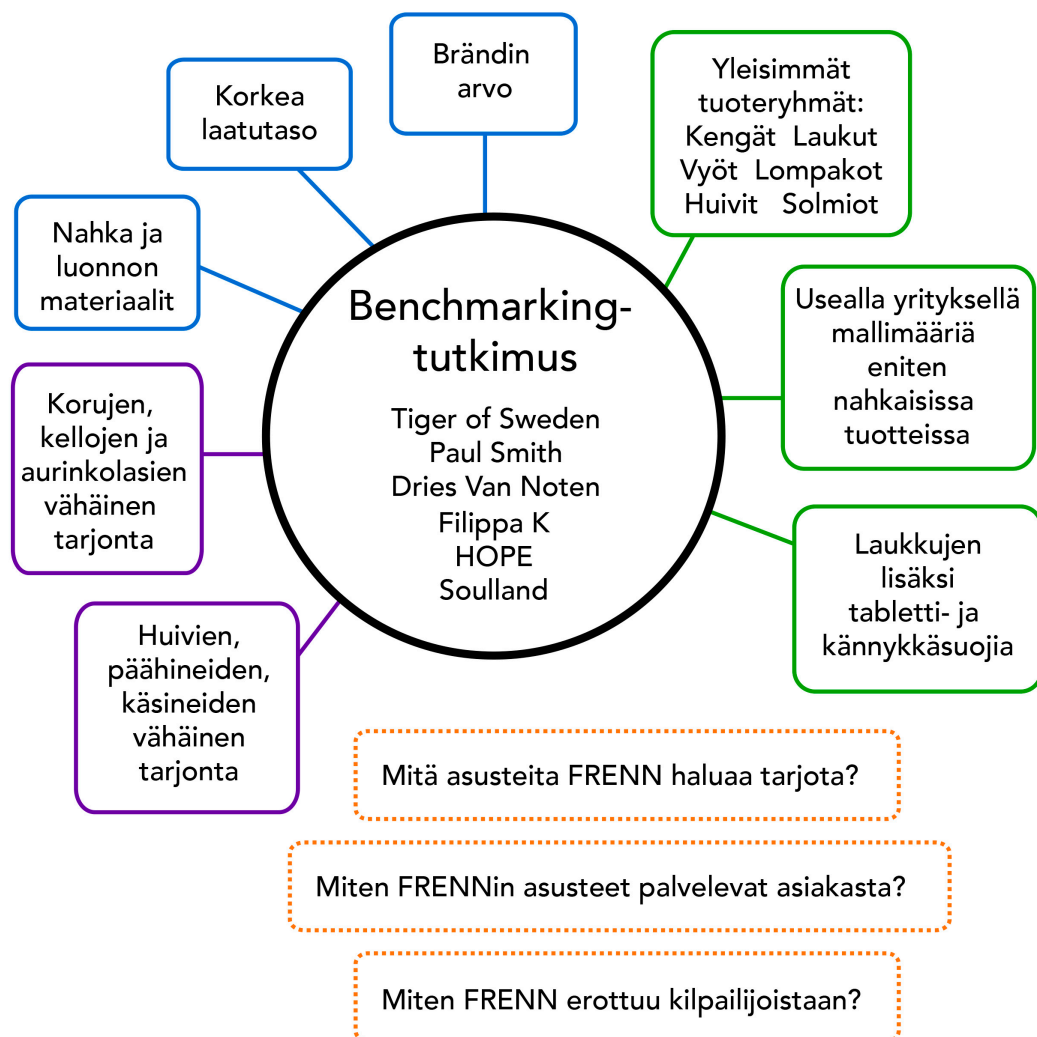 Brändin
arvo
Korkea
laatutaso
Nahka ja
luonnon
materiaalit
Korujen,
kellojen ja
aurinkolasien
vähäinen
tarjonta
Huivien,
päähineiden,
käsineiden
vähäinen
tarjonta
Benchmarking-
tutkimus
Tiger of Sweden
Paul Smith
Dries Van Noten
Filippa K
HOPE
Soulland
Yleisimmät
tuoteryhmät:
Kengät Laukut
Vyöt Lompakot
Huivit Solmiot
Usealla yrityksellä
mallimääriä
eniten
nahkaisissa
tuotteissa
Laukkujen
lisäksi
tabletti- ja
kännykkäsuojia
Mitä asusteita FRENN haluaa tarjota?
Miten FRENNin asusteet palvelevat asiakasta?
Miten FRENN erottuu kilpailijoistaan?